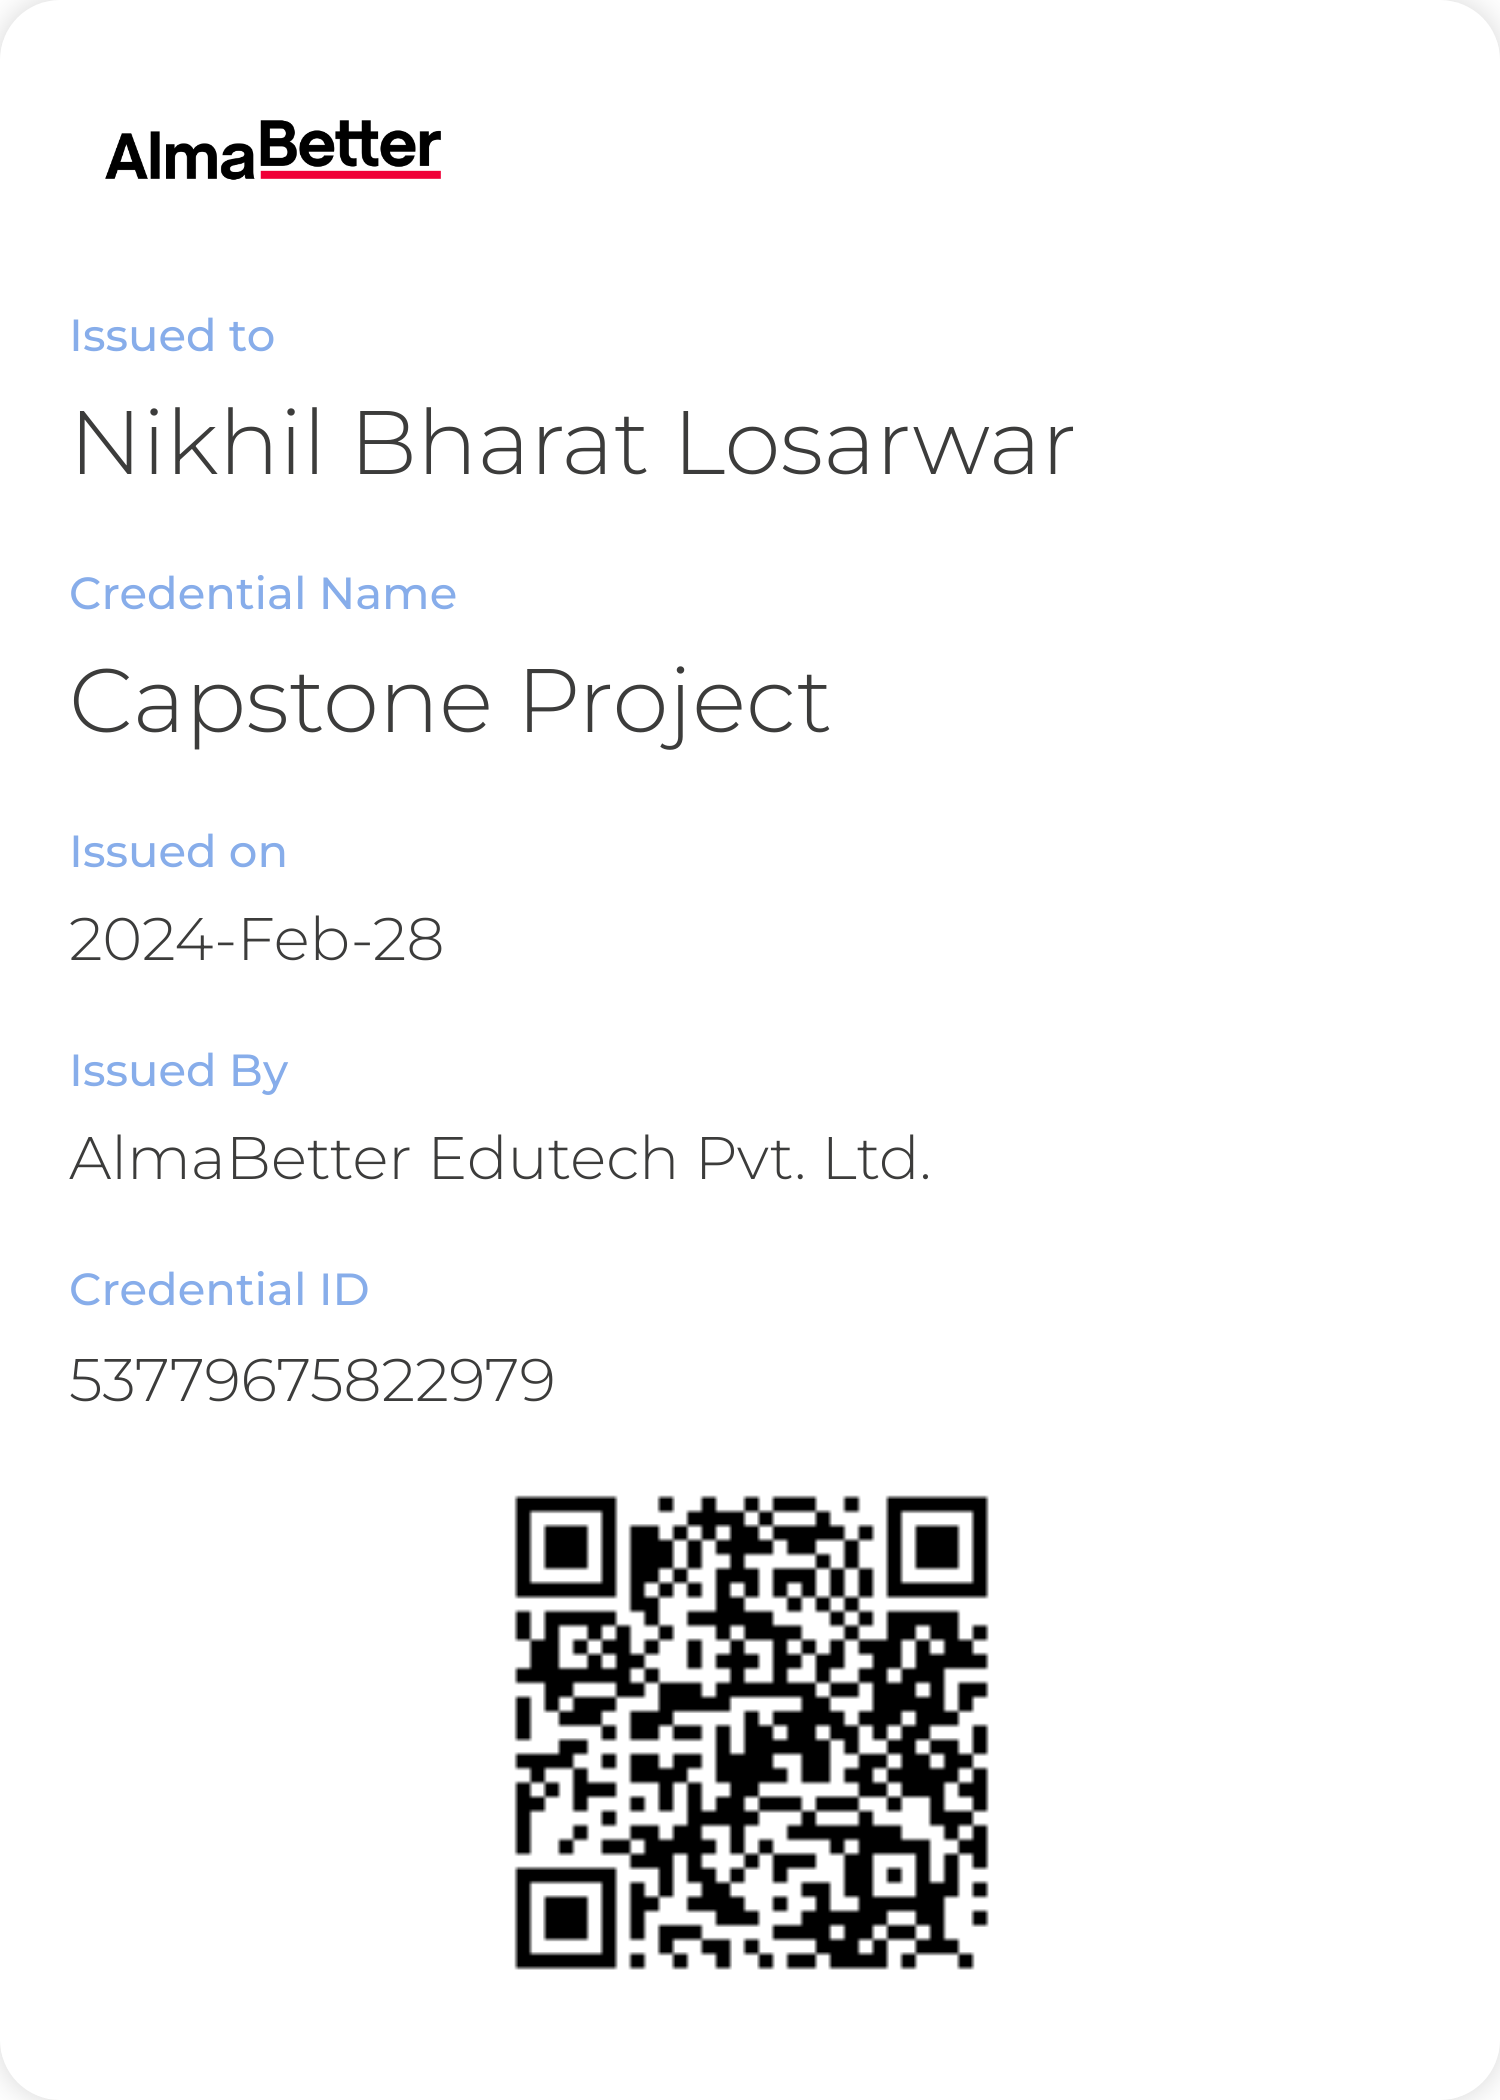 AlmaBetter
Issued to
Nikhil Bharat Losarwar
Credential Name
Capstone Project
Issued on
2024-Feb-28
Issued By
AlmaBetter Edutech Pvt. Ltd.
Credential ID
53779675822979